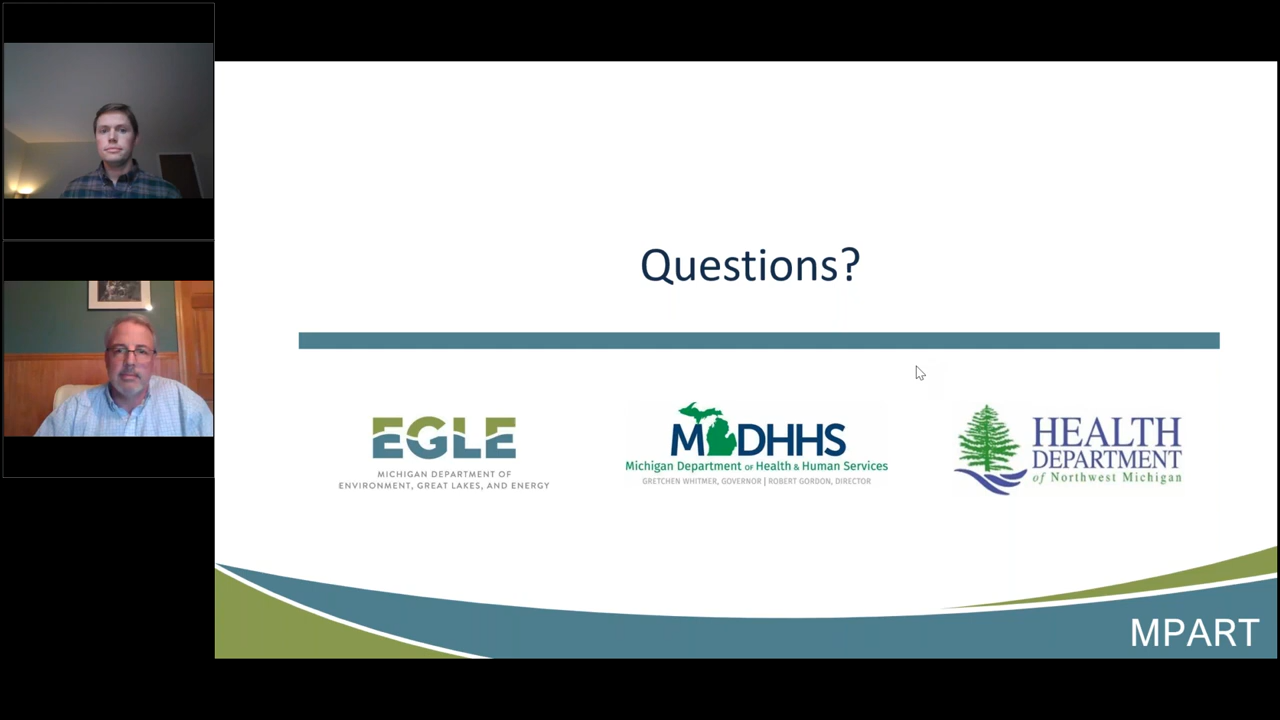 Questions?
EGLE
MICHIGAN DEPARTMENT OF
ENVIRONMENT, GREAT LAKES, AND ENERGY
MDHHS
Michigan Department of Health & Human Services
GRETCHEN WHITMER, GOVERNOR | ROBERT GORDON, DIRECTOR
HEALTH
DEPARTMENT
of Northwest Michigan
MPART